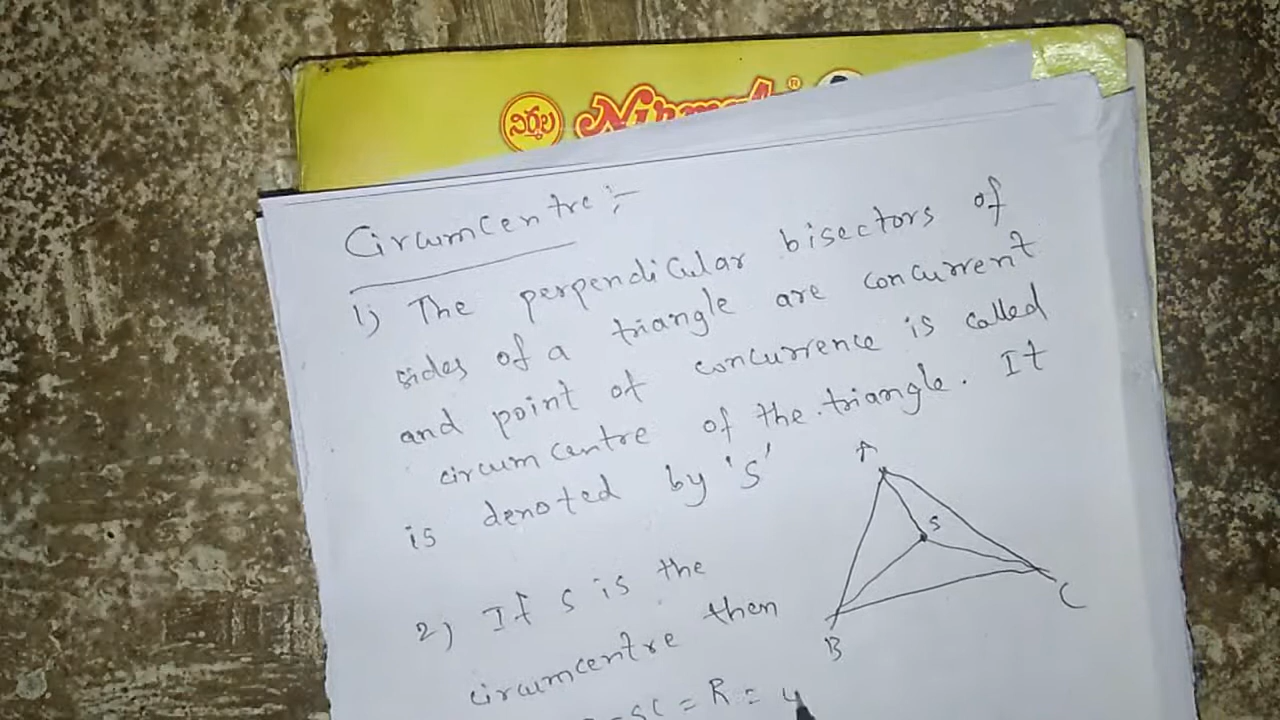 నిర్మల
®
Circumcentre :-
1) The perpendicular bisectors of
sides of a triangle are concurrent
and point of concurrence is called
circum centre of the triangle. It
is denoted by 's'
A
S
B
C
2) If S is the
circumcentre then
= R =